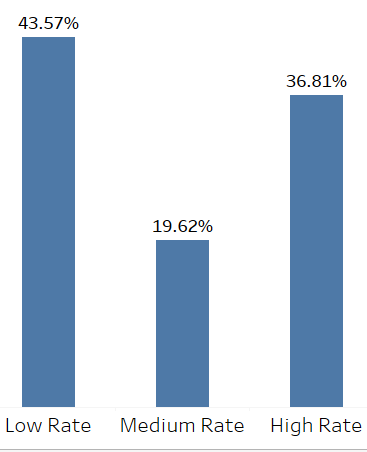 43.57%
36.81%
19.62%
Low Rate Medium Rate High Rate